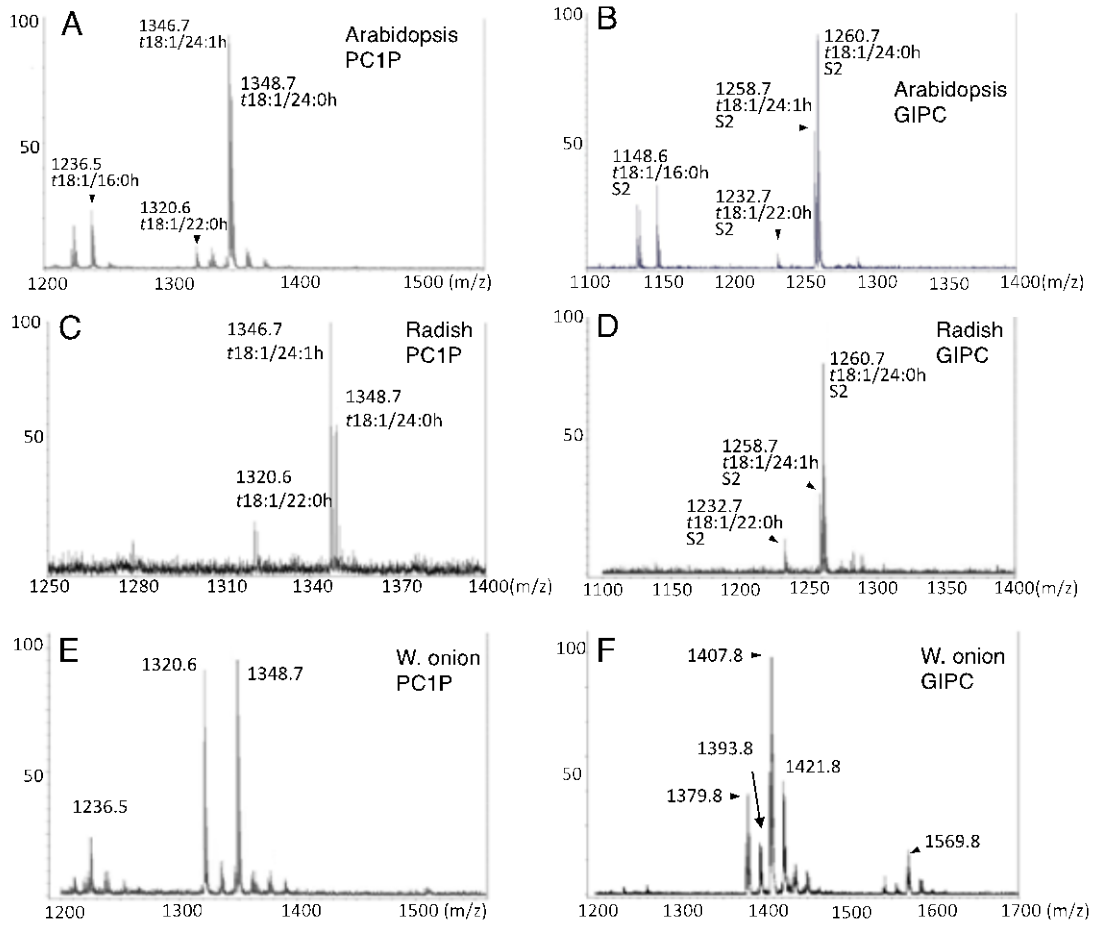 A
Arabidopsis
PC1P
100
50
1346.7
t18:1/24:1h
1348.7
t18:1/24:0h
1236.5
t18:1/16:0h
1320.6
t18:1/22:0h
1200 1300 1400 1500 (m/z)
B
Arabidopsis
GIPC
100
50
1260.7
t18:1/24:0h
S2
1258.7
t18:1/24:1h
S2
1148.6
t18:1/16:0h
S2
1232.7
t18:1/22:0h
S2
1100 1150 1200 1250 1300 1350 1400(m/z)
C
Radish
PC1P
100
50
1346.7
t18:1/24:1h
1348.7
t18:1/24:0h
1320.6
t18:1/22:0h
1250 1280 1310 1340 1370 1400(m/z)
D
Radish
GIPC
100
50
1260.7
t18:1/24:0h
S2
1258.7
t18:1/24:1h
S2
1232.7
t18:1/22:0h
S2
1100 1150 1200 1250 1300 1350 1400(m/z)
E
W. onion
PC1P
100
50
1320.6
1348.7
1236.5
1200 1300 1400 1500 (m/z)
F
W. onion
GIPC
100
50
1407.8
1393.8
1421.8
1379.8
1569.8
1200 1300 1400 1500 1600 1700 (m/z)